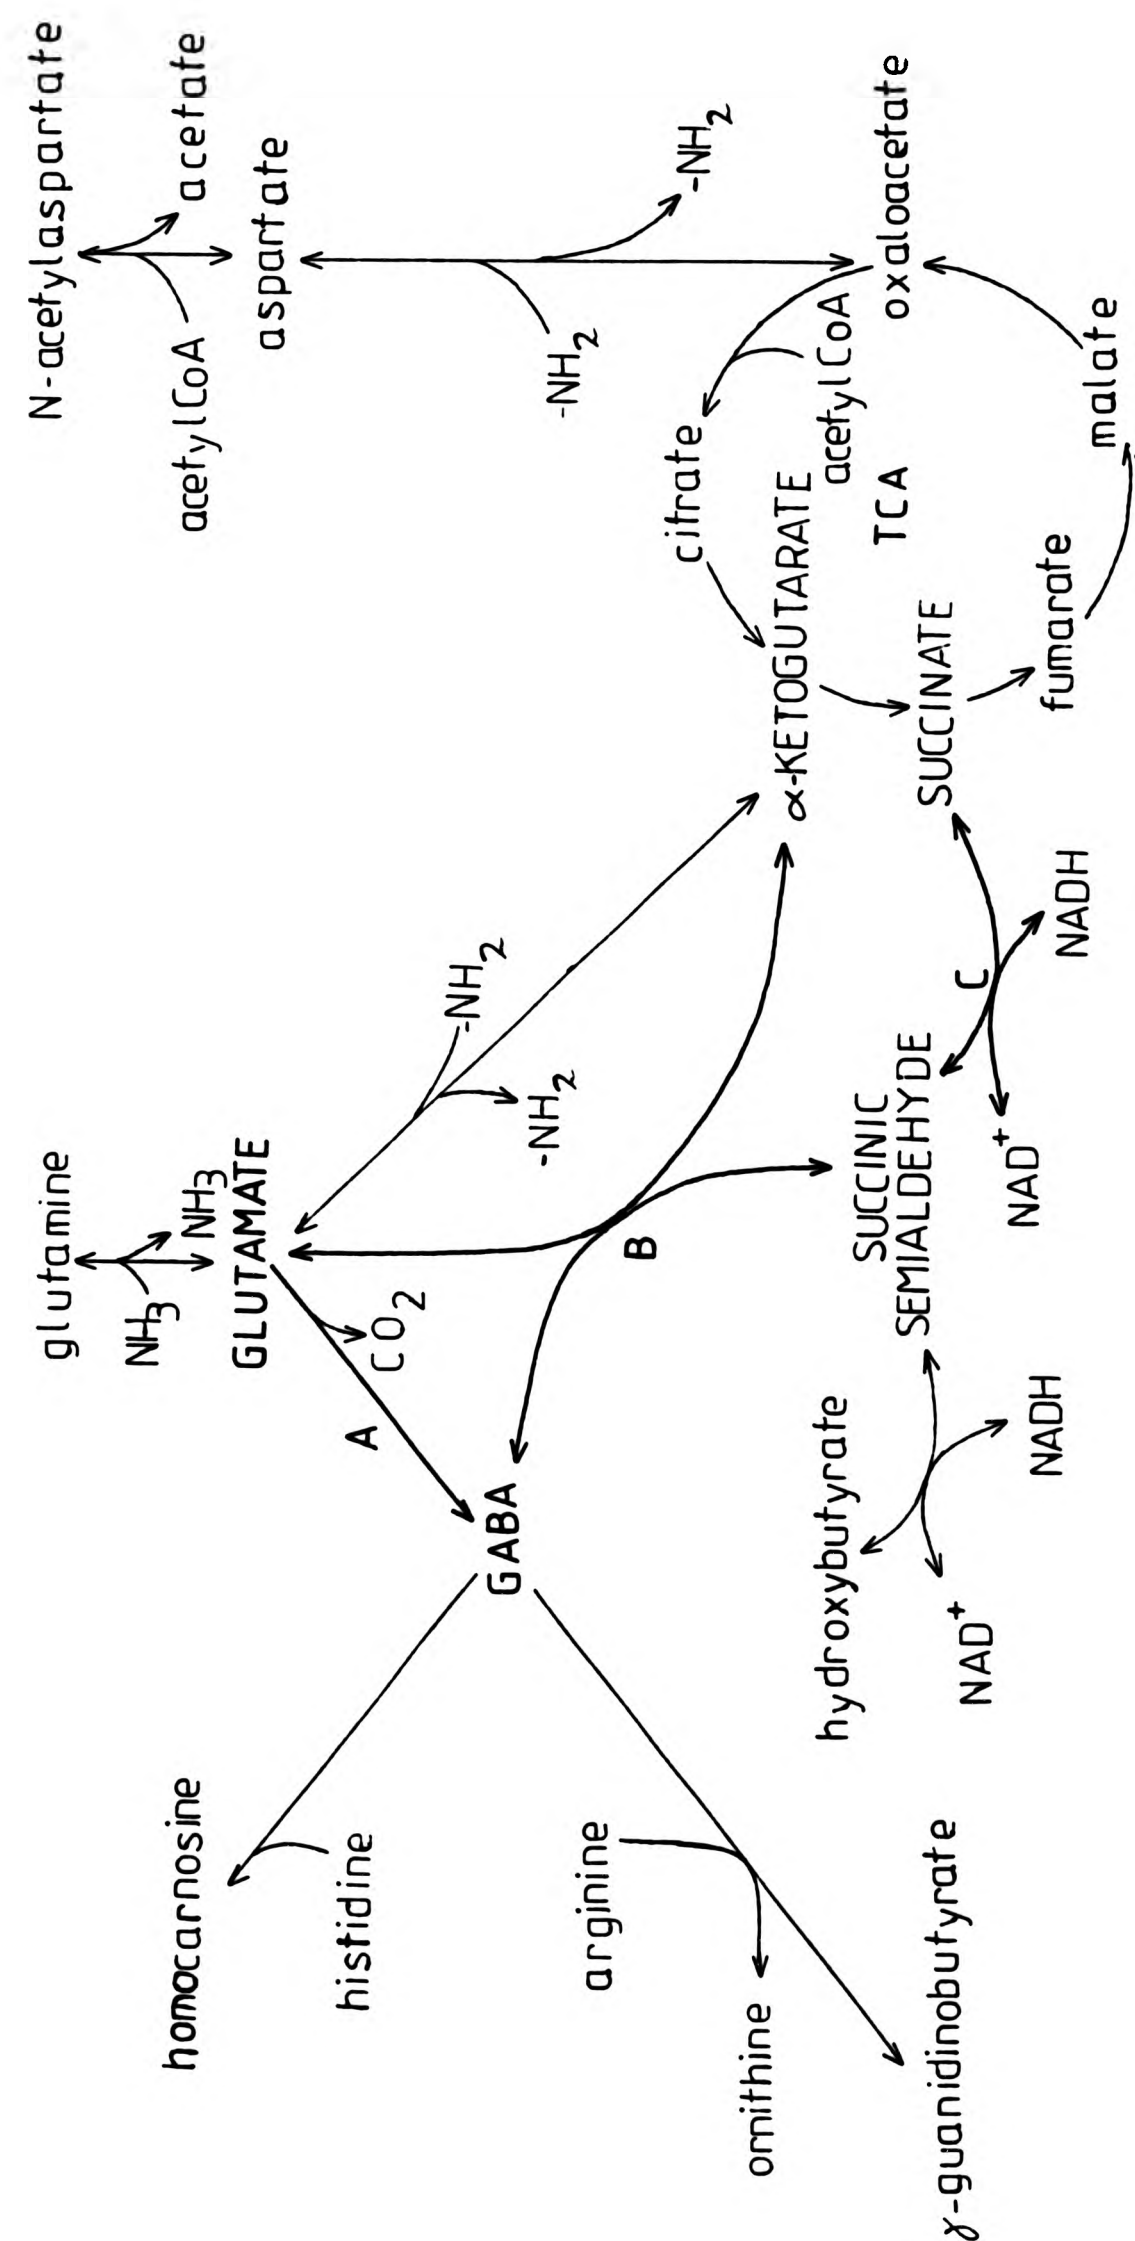 glutamine
NH3
NH3
GLUTAMATE
N-acetylaspartate
acetylCoA
acetate
aspartate
homocarnosine
histidine
A
CO2
-NH2
-NH2
-NH2
-NH2
GABA
arginine
B
citrate
α-KETOGUTARATE
acetylCoA
oxaloacetate
TCA
ornithine
hydroxybutyrate
SUCCINIC
SEMIALDEHYDE
C
SUCCINATE
NAD+
NADH
NAD+
NADH
fumarate
malate
γ-guanidinobutyrate